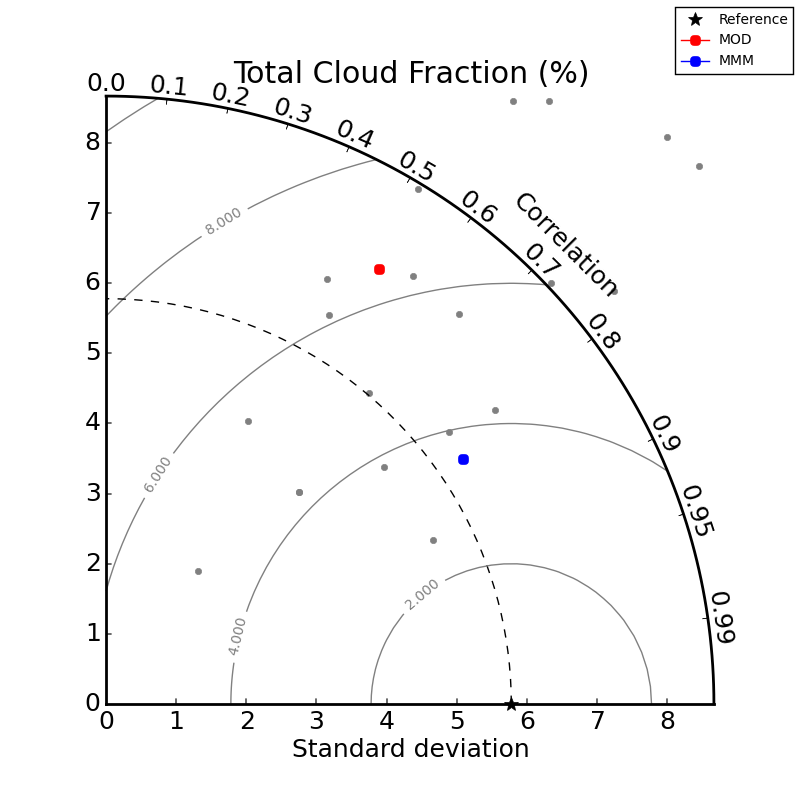 Reference
MOD
MMM
Total Cloud Fraction (%)
0.0 0.1 0.2 0.3 0.4 0.5 0.6 0.7 0.8 0.9 0.95 0.99
Correlation
8
7
6
5
4
3
2
1
0
8.000
6.000
4.000
2.000
0 1 2 3 4 5 6 7 8
Standard deviation